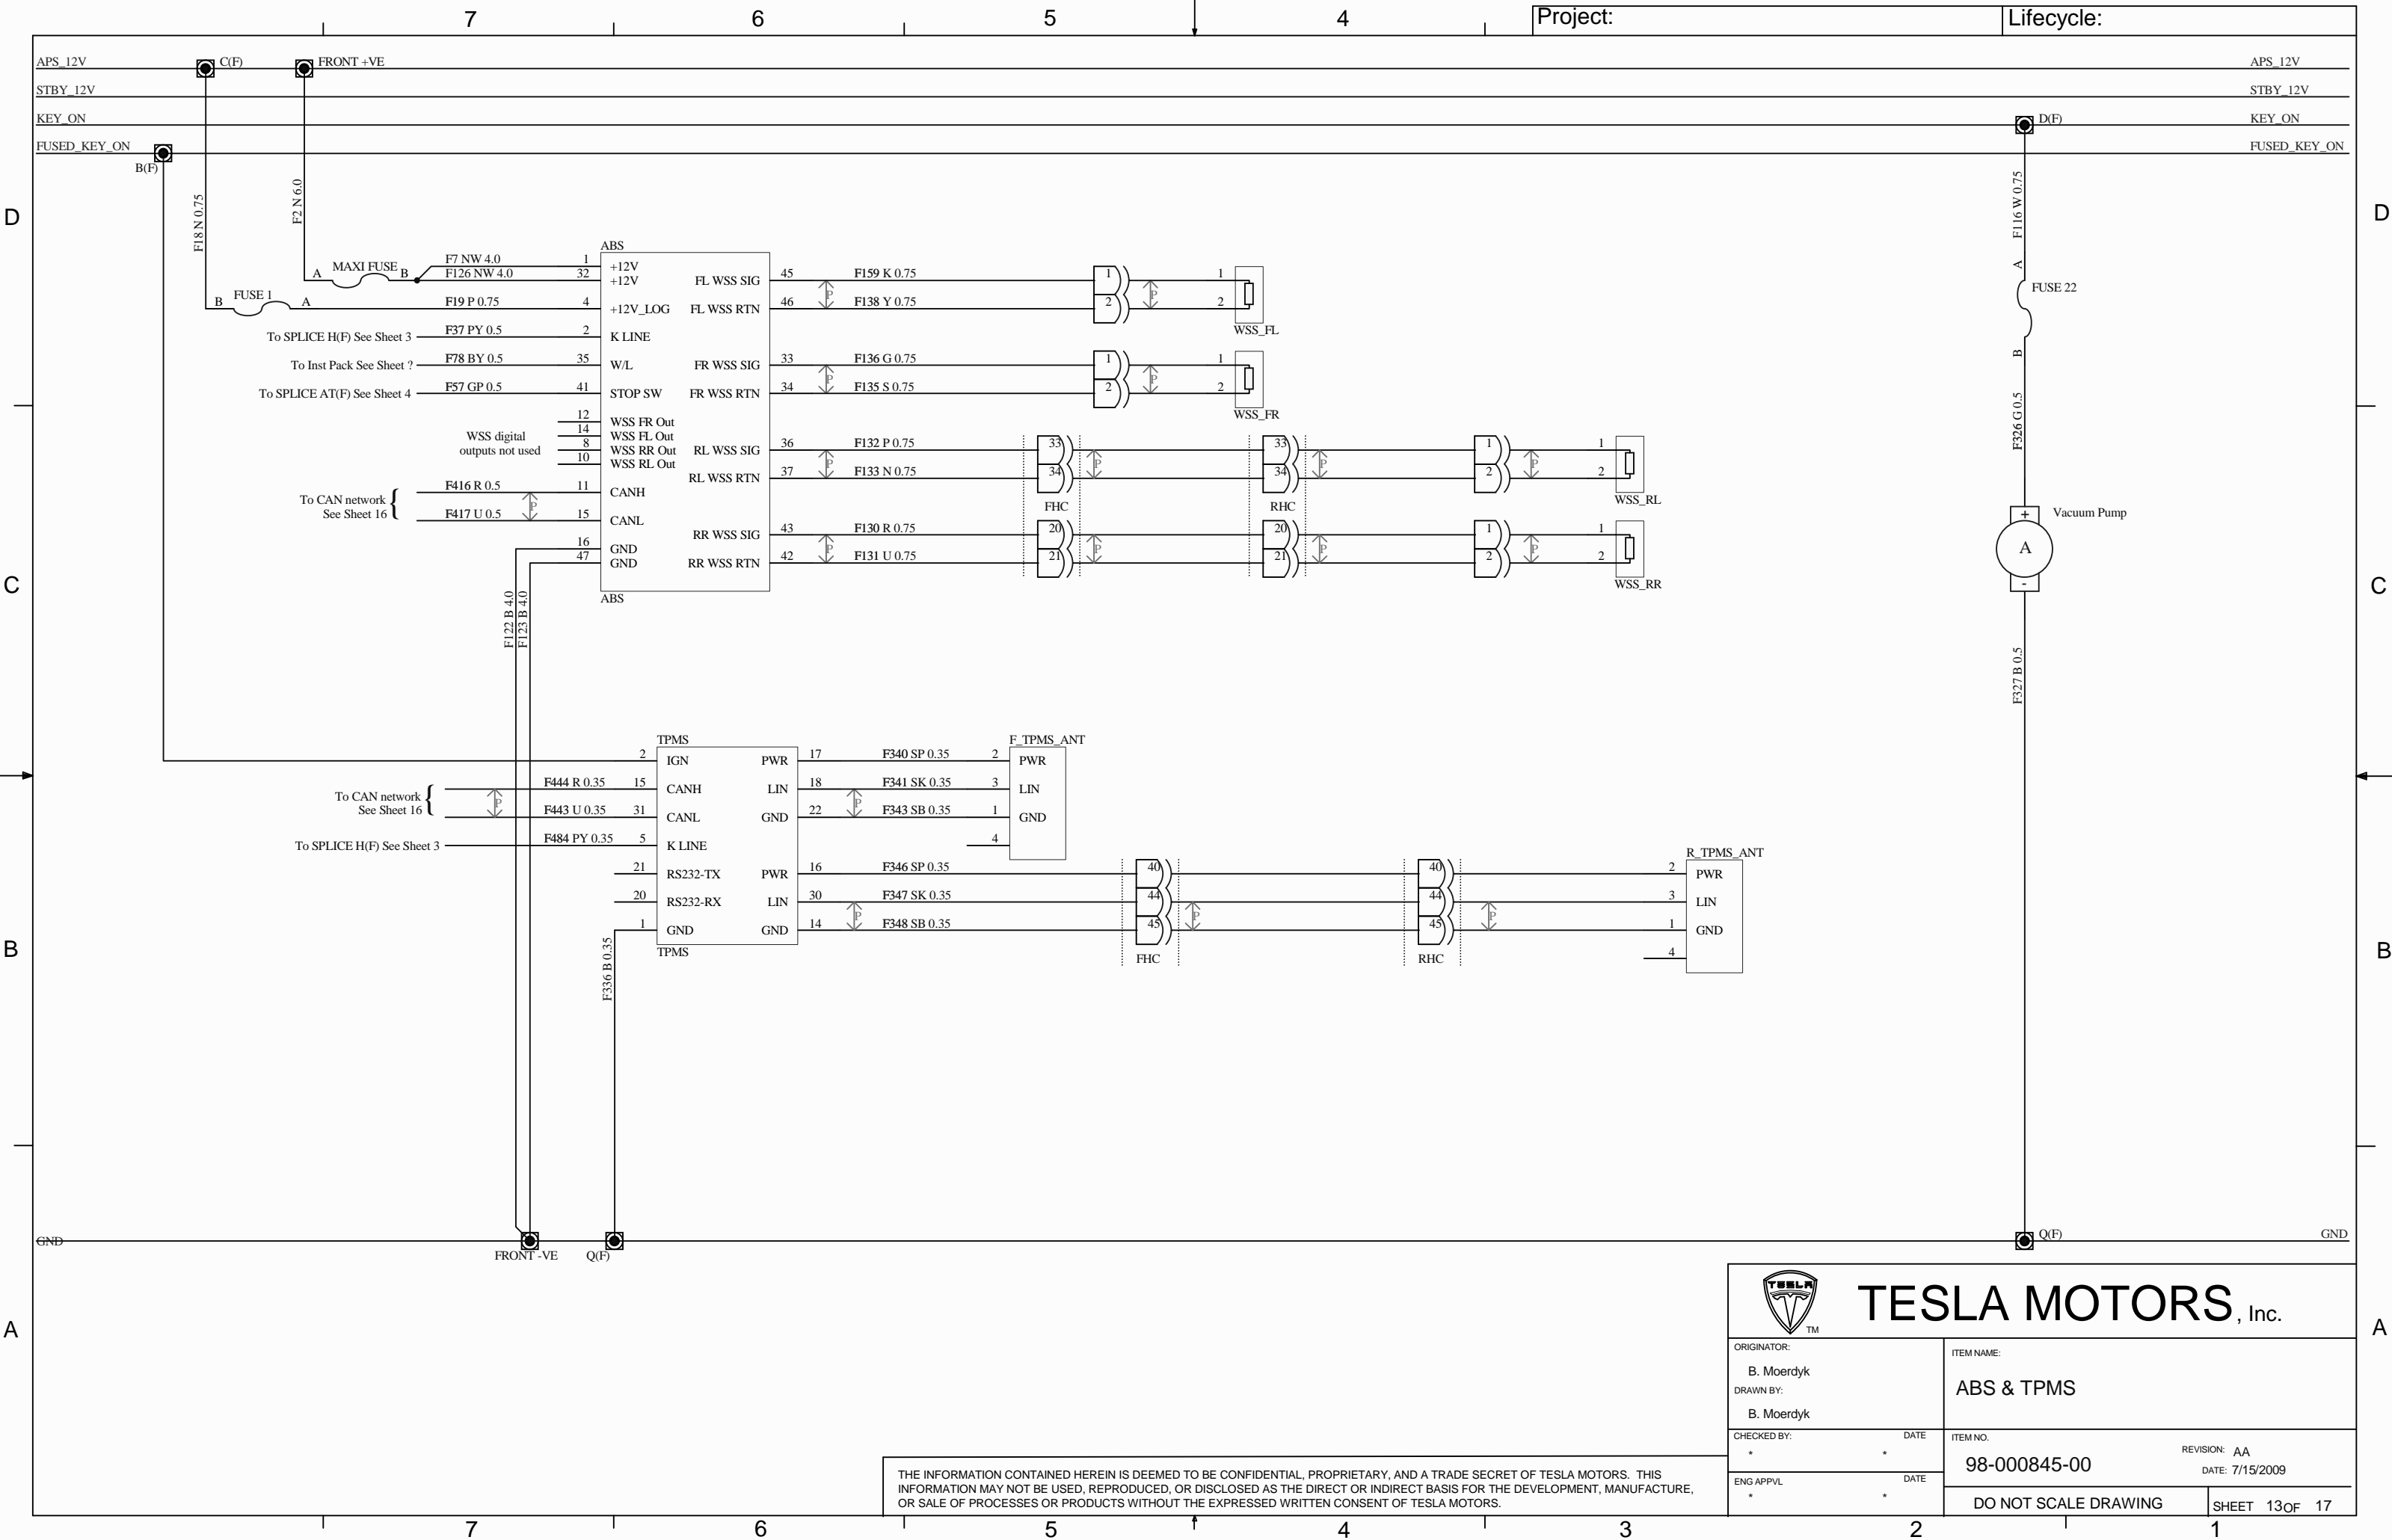 7 6 5 4
Project: Lifecycle:
APS_12V C(F) FRONT +VE APS_12V
STBY_12V STBY_12V
KEY_ON D(F) KEY_ON
FUSED_KEY_ON FUSED_KEY_ON
B(F)
F18 N 0.75
F2 N 6.0
F116 W 0.75
D D
ABS
A MAXI FUSE B F7 NW 4.0 1 +12V
F126 NW 4.0 32 +12V
B FUSE 1 A F19 P 0.75 4 +12V_LOG
To SPLICE H(F) See Sheet 3 F37 PY 0.5 2 K LINE
To Inst Pack See Sheet ? F78 BY 0.5 35 W/L
To SPLICE AT(F) See Sheet 4 F57 GP 0.5 41 STOP SW
12 WSS FR Out
WSS digital 14 WSS FL Out
outputs not used 8 WSS RR Out
10 WSS RL Out
To CAN network { F416 R 0.5 P 11 CANH
See Sheet 16 F417 U 0.5 15 CANL
16 GND
47 GND
ABS
F122 B 4.0
F123 B 4.0
FL WSS SIG 45 P F159 K 0.75 1 P 1
FL WSS RTN 46 F138 Y 0.75 2 2
WSS_FL
FR WSS SIG 33 P F136 G 0.75 1 P 1
FR WSS RTN 34 F135 S 0.75 2 2
WSS_FR
RL WSS SIG 36 P F132 P 0.75 33 P 33 P 1 P 1
RL WSS RTN 37 F133 N 0.75 34 34 2 2
WSS_RL
FHC RHC
RR WSS SIG 43 P F130 R 0.75 20 P 20 P 1 P 1
RR WSS RTN 42 F131 U 0.75 21 21 2 2
WSS_RR
A
FUSE 22
B
F326 G 0.5
+ Vacuum Pump
A
-
F327 B 0.5
C C
TPMS
2 IGN
To CAN network { F444 R 0.35 P 15 CANH
See Sheet 16 F443 U 0.35 31 CANL
To SPLICE H(F) See Sheet 3 F484 PY 0.35 5 K LINE
21 RS232-TX
20 RS232-RX
1 GND
TPMS
F336 B 0.35
F_TPMS_ANT
PWR 17 F340 SP 0.35 2 PWR
LIN 18 P F341 SK 0.35 3 LIN
GND 22 F343 SB 0.35 1 GND
4
R_TPMS_ANT
PWR 16 F346 SP 0.35 40 40 2 PWR
LIN 30 P F347 SK 0.35 44 P 44 P 3 LIN
GND 14 F348 SB 0.35 45 45 1 GND
4
FHC RHC
B B
GND Q(F) GND
FRONT -VE Q(F)
A A
TESLA TM
TESLA MOTORS, Inc.
ORIGINATOR: ITEM NAME:
B. Moerdyk ABS & TPMS
DRAWN BY:
B. Moerdyk
CHECKED BY: DATE ITEM NO. REVISION: AA
* * 98-000845-00 DATE: 7/15/2009
ENG APPVL DATE
* * DO NOT SCALE DRAWING SHEET 13 OF 17
THE INFORMATION CONTAINED HEREIN IS DEEMED TO BE CONFIDENTIAL, PROPRIETARY, AND A TRADE SECRET OF TESLA MOTORS. THIS
INFORMATION MAY NOT BE USED, REPRODUCED, OR DISCLOSED AS THE DIRECT OR INDIRECT BASIS FOR THE DEVELOPMENT, MANUFACTURE,
OR SALE OF PROCESSES OR PRODUCTS WITHOUT THE EXPRESSED WRITTEN CONSENT OF TESLA MOTORS.
7 6 5 4 3 2 1